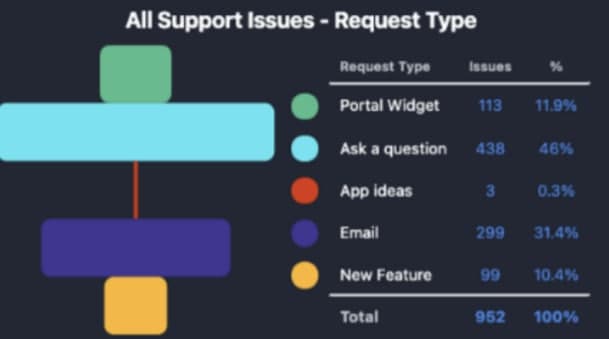 All Support Issues - Request Type
Request Type Issues %
Portal Widget 113 11.9%
Ask a question 438 46%
App ideas 3 0.3%
Email 299 31.4%
New Feature 99 10.4%
Total 952 100%